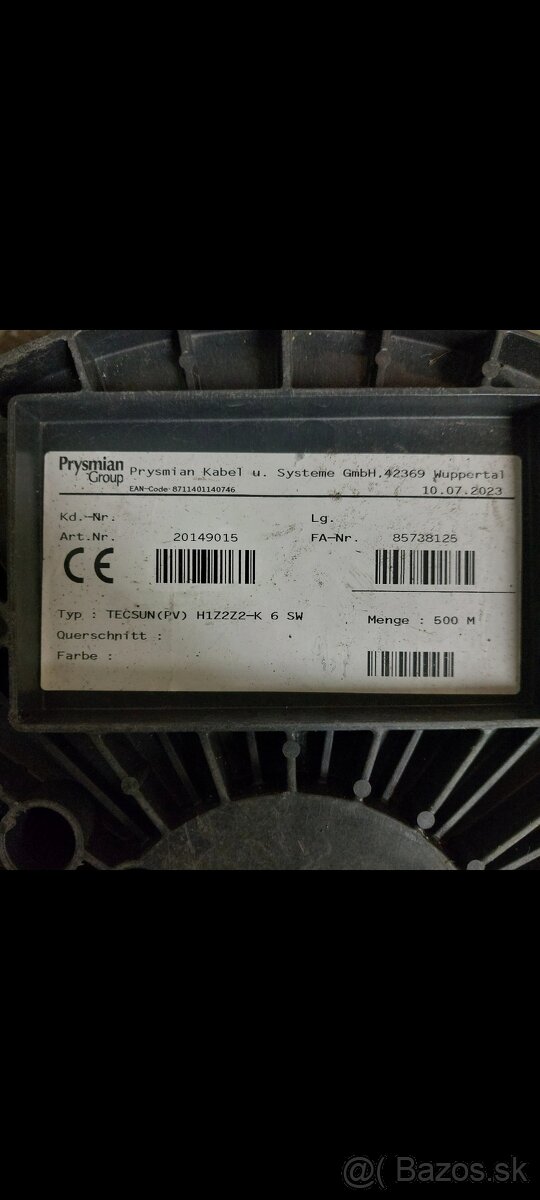 Prysmian Group
Prysmian Kabel u. Systeme GmbH,42369 Wuppertal
EAN-Code 8711401140746
10.07.2023
Kd.-Nr. Lg.
Art.Nr. 20149015 FA-Nr. 85738125
CE
Typ : TECSUN(PV) H1Z2Z2-K 6 SW Menge : 500 M
Querschnitt :
Farbe :
@( Bazos.sk